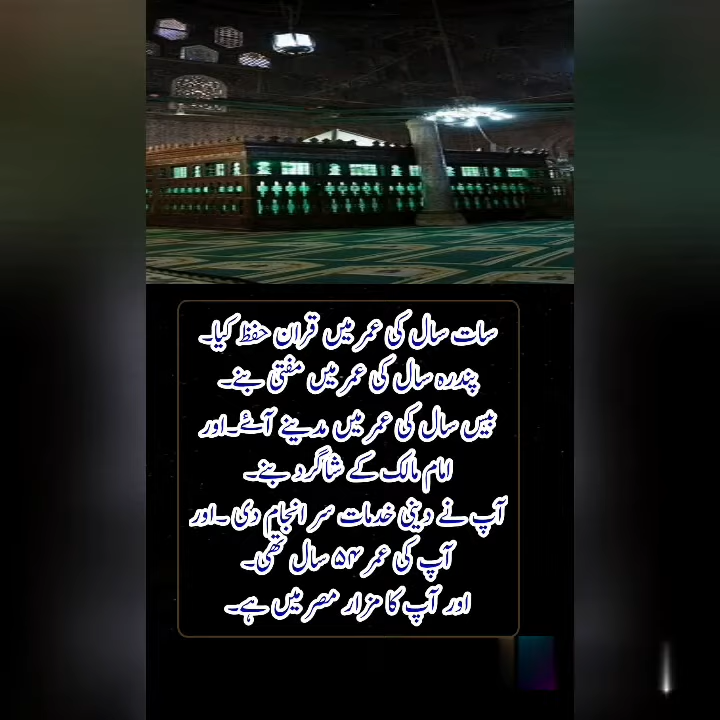 سات سال کی عمر میں قران حفظ کیا۔
پندرہ سال کی عمر میں مفتی بنے۔
بیس سال کی عمر میں مدینے آئے۔اور
امام مالک کے شاگرد بنے۔
آپ نے دینی خدمات سر انجام دی ۔اور
آپ کی عمر ۵۴ سال تھی۔
اور آپ کا مزار مصر میں ہے۔